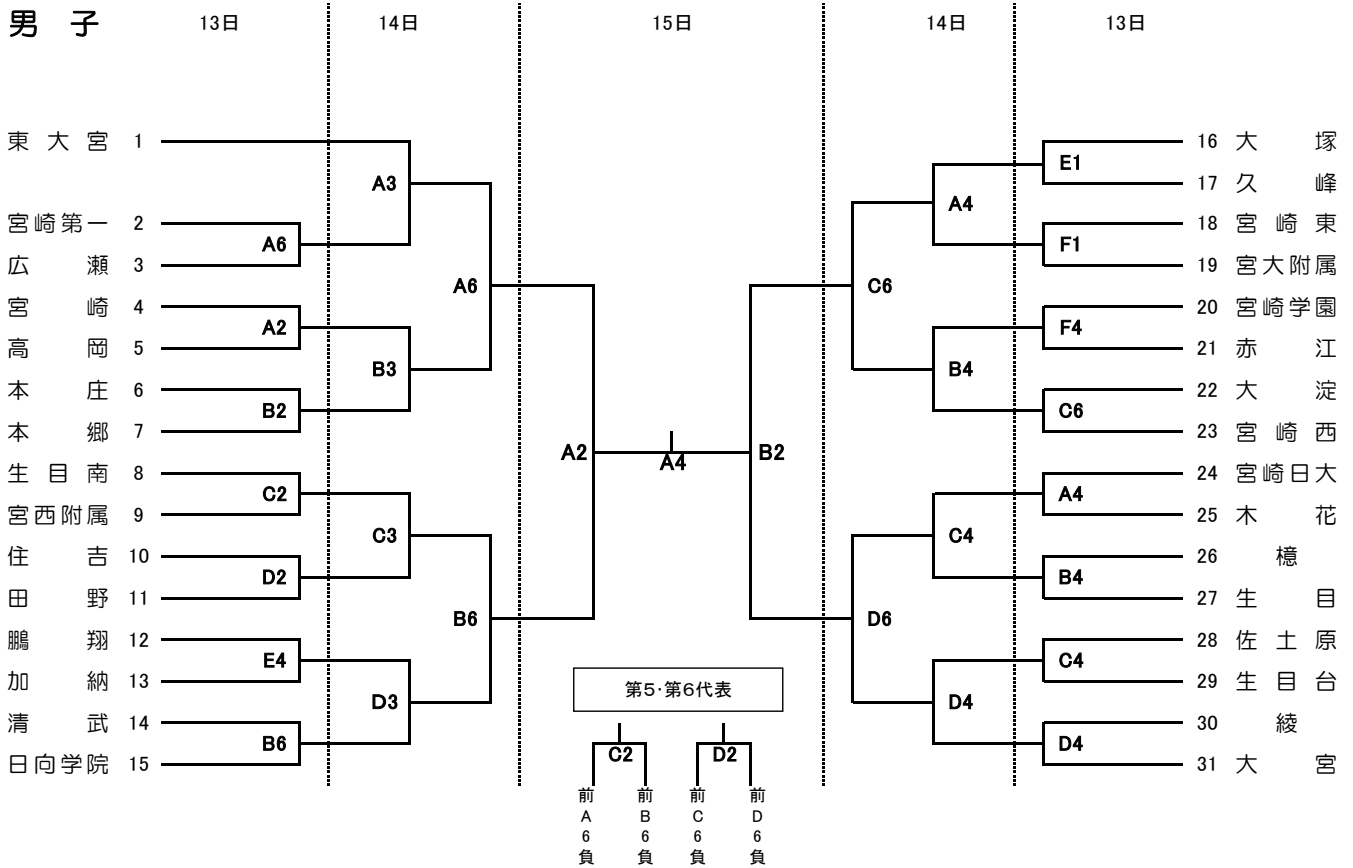 男子 13日 14日 15日 14日 13日
東大宮 1
宮崎第一 2
広瀬 3
宮崎 4
高岡 5
本庄 6
本郷 7
生目南 8
宮西附属 9
住吉 10
田野 11
鵬翔 12
加納 13
清武 14
日向学院 15
A6
A2
B2
C2
D2
E4
B6
A3
B3
C3
D3
A6
B6
A2
A4
B2
C6
D6
A4
B4
C4
D4
E1
F1
F4
C6
A4
B4
C4
D4
16 大塚
17 久峰
18 宮崎東
19 宮大附属
20 宮崎学園
21 赤江
22 大淀
23 宮崎西
24 宮崎日大
25 木花
26 檍
27 生目
28 佐土原
29 生目台
30 綾
31 大宮
第5・第6代表
C2 D2
前A6負
前B6負
前C6負
前D6負